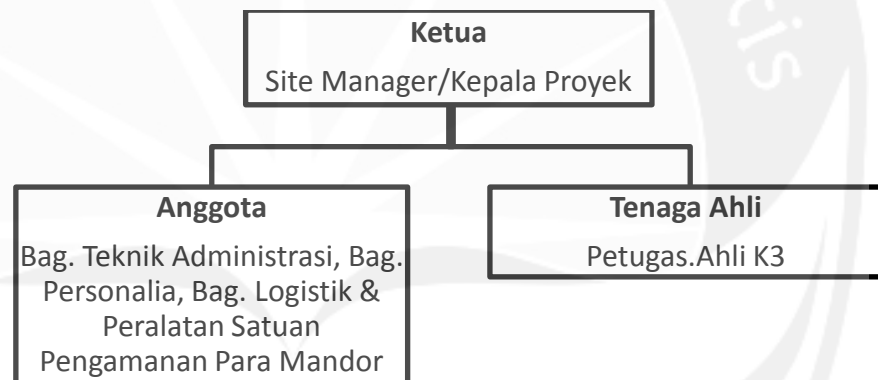 Ketua
Site Manager/Kepala Proyek
Anggota
Bag. Teknik Administrasi, Bag.
Personalia, Bag. Logistik &
Peralatan Satuan
Pengamanan Para Mandor
Tenaga Ahli
Petugas.Ahli K3